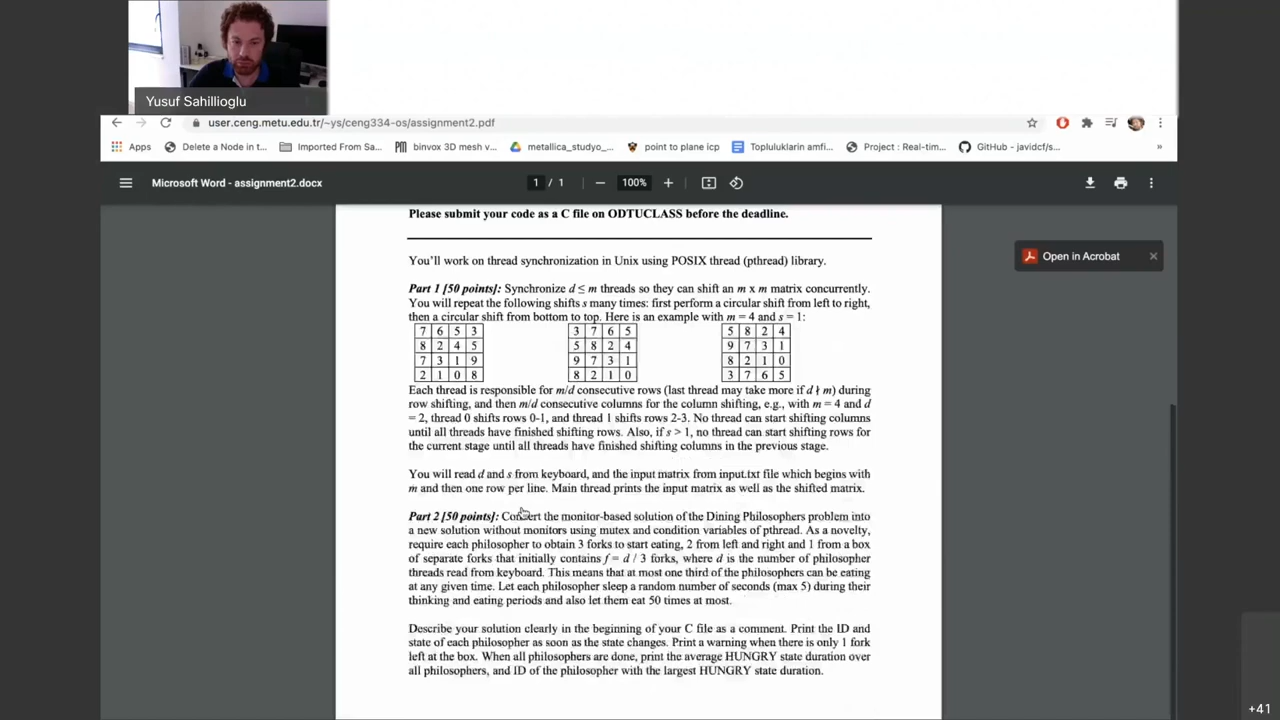 Yusuf Sahillioglu
user.ceng.metu.edu.tr/~ys/ceng334-os/assignment2.pdf
Apps Delete a Node in t... Imported From Sa... binvox 3D mesh v... metallica_studyo_... point to plane icp Topluluklarin amfi... Project : Real-tim... GitHub - javidcf/s... »
Microsoft Word - assignment2.docx 1 / 1 100%
Please submit your code as a C file on ODTUCLASS before the deadline.
Open in Acrobat
You'll work on thread synchronization in Unix using POSIX thread (pthread) library.
Part 1 [50 points]: Synchronize d ≤ m threads so they can shift an m x m matrix concurrently.
You will repeat the following shifts s many times: first perform a circular shift from left to right,
then a circular shift from bottom to top. Here is an example with m = 4 and s = 1:
7 6 5 3 3 7 6 5 5 8 2 4
8 2 4 5 5 8 2 4 9 7 3 1
7 3 1 9 9 7 3 1 8 2 1 0
2 1 0 8 8 2 1 0 3 7 6 5
Each thread is responsible for m/d consecutive rows (last thread may take more if d ∤ m) during
row shifting, and then m/d consecutive columns for the column shifting, e.g., with m = 4 and d
= 2, thread 0 shifts rows 0-1, and thread 1 shifts rows 2-3. No thread can start shifting columns
until all threads have finished shifting rows. Also, if s > 1, no thread can start shifting rows for
the current stage until all threads have finished shifting columns in the previous stage.
You will read d and s from keyboard, and the input matrix from input.txt file which begins with
m and then one row per line. Main thread prints the input matrix as well as the shifted matrix.
Part 2 [50 points]: Convert the monitor-based solution of the Dining Philosophers problem into
a new solution without monitors using mutex and condition variables of pthread. As a novelty,
require each philosopher to obtain 3 forks to start eating, 2 from left and right and 1 from a box
of separate forks that initially contains f = d / 3 forks, where d is the number of philosopher
threads read from keyboard. This means that at most one third of the philosophers can be eating
at any given time. Let each philosopher sleep a random number of seconds (max 5) during their
thinking and eating periods and also let them eat 50 times at most.
Describe your solution clearly in the beginning of your C file as a comment. Print the ID and
state of each philosopher as soon as the state changes. Print a warning when there is only 1 fork
left at the box. When all philosophers are done, print the average HUNGRY state duration over
all philosophers, and ID of the philosopher with the largest HUNGRY state duration.
+41